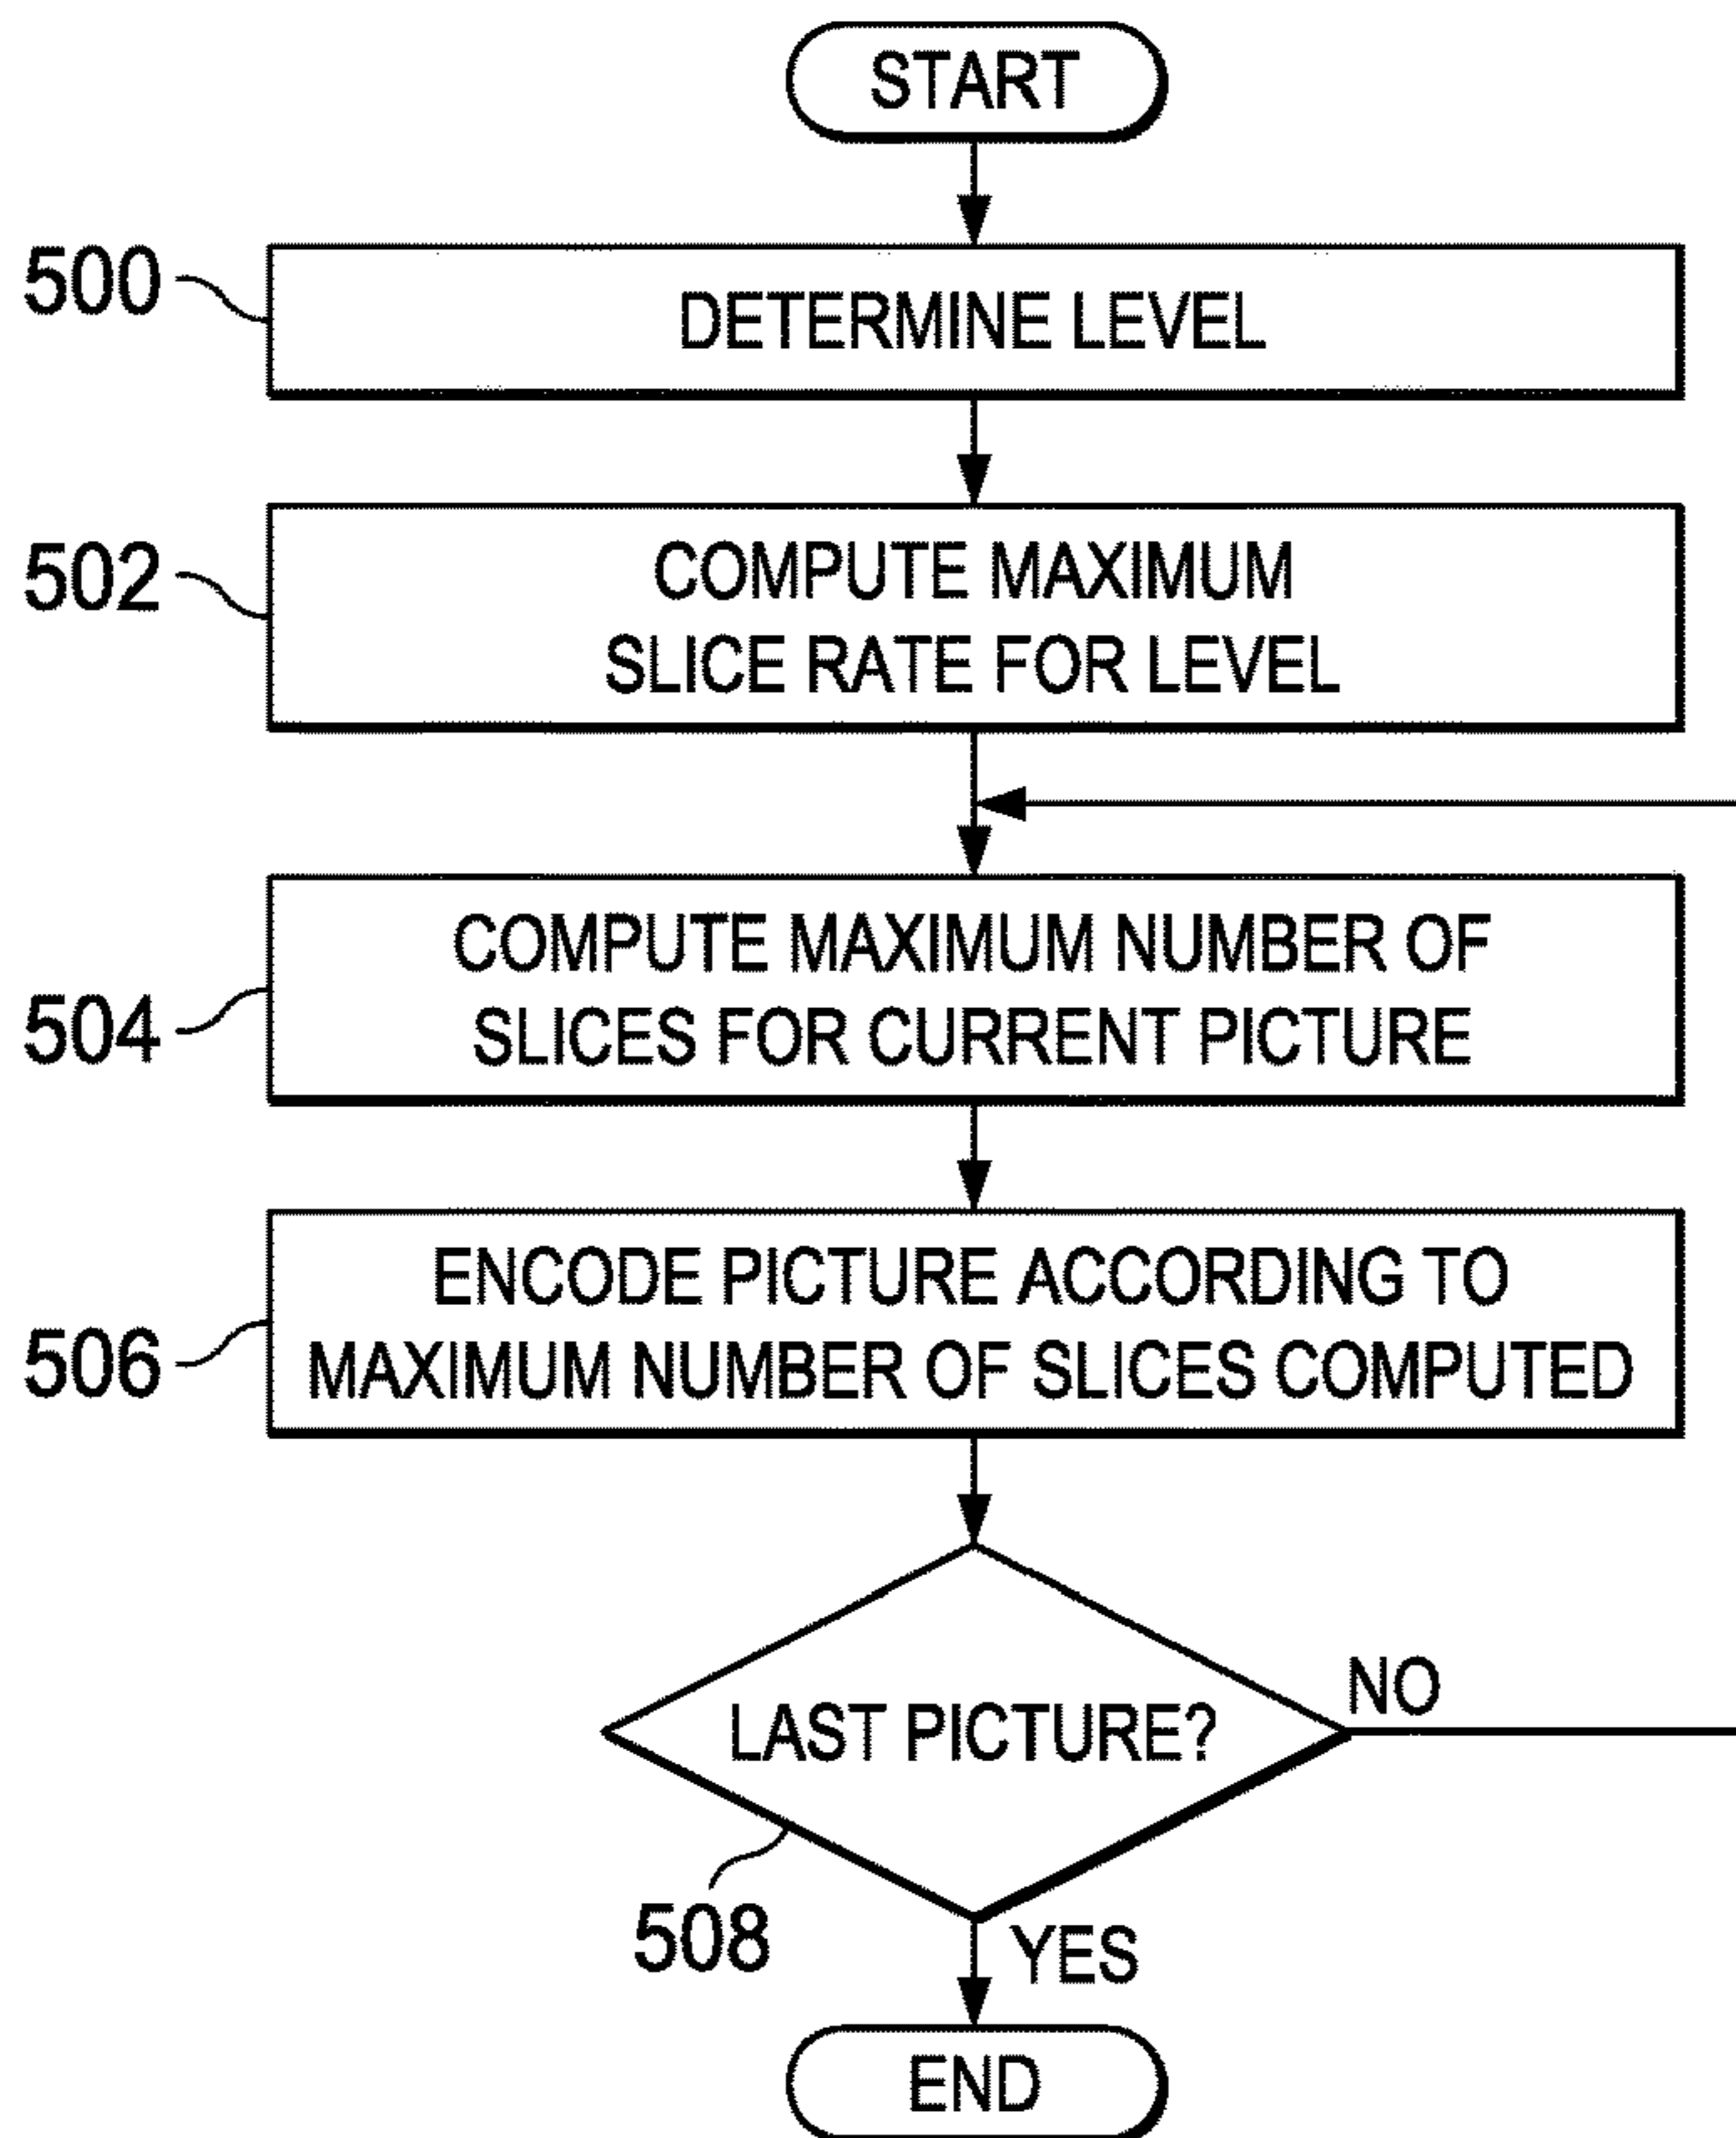 START
500
DETERMINE LEVEL
502
COMPUTE MAXIMUM
SLICE RATE FOR LEVEL
504
COMPUTE MAXIMUM NUMBER OF
SLICES FOR CURRENT PICTURE
506
ENCODE PICTURE ACCORDING TO
MAXIMUM NUMBER OF SLICES COMPUTED
LAST PICTURE?
NO
508
YES
END